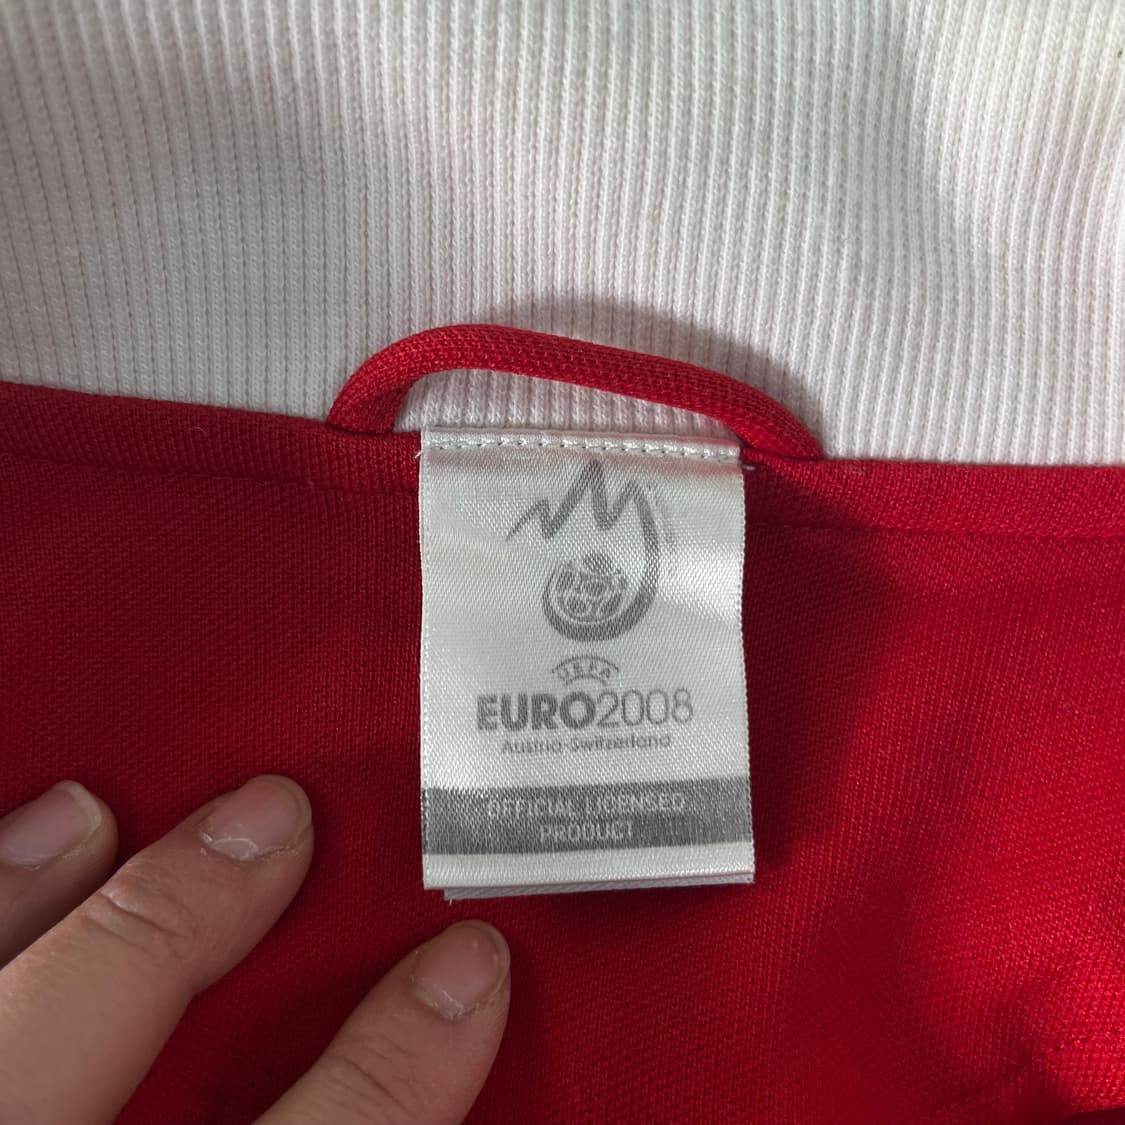 UEFA
EURO2008
Austria-Switzerland
OFFICIAL LICENSED
PRODUCT